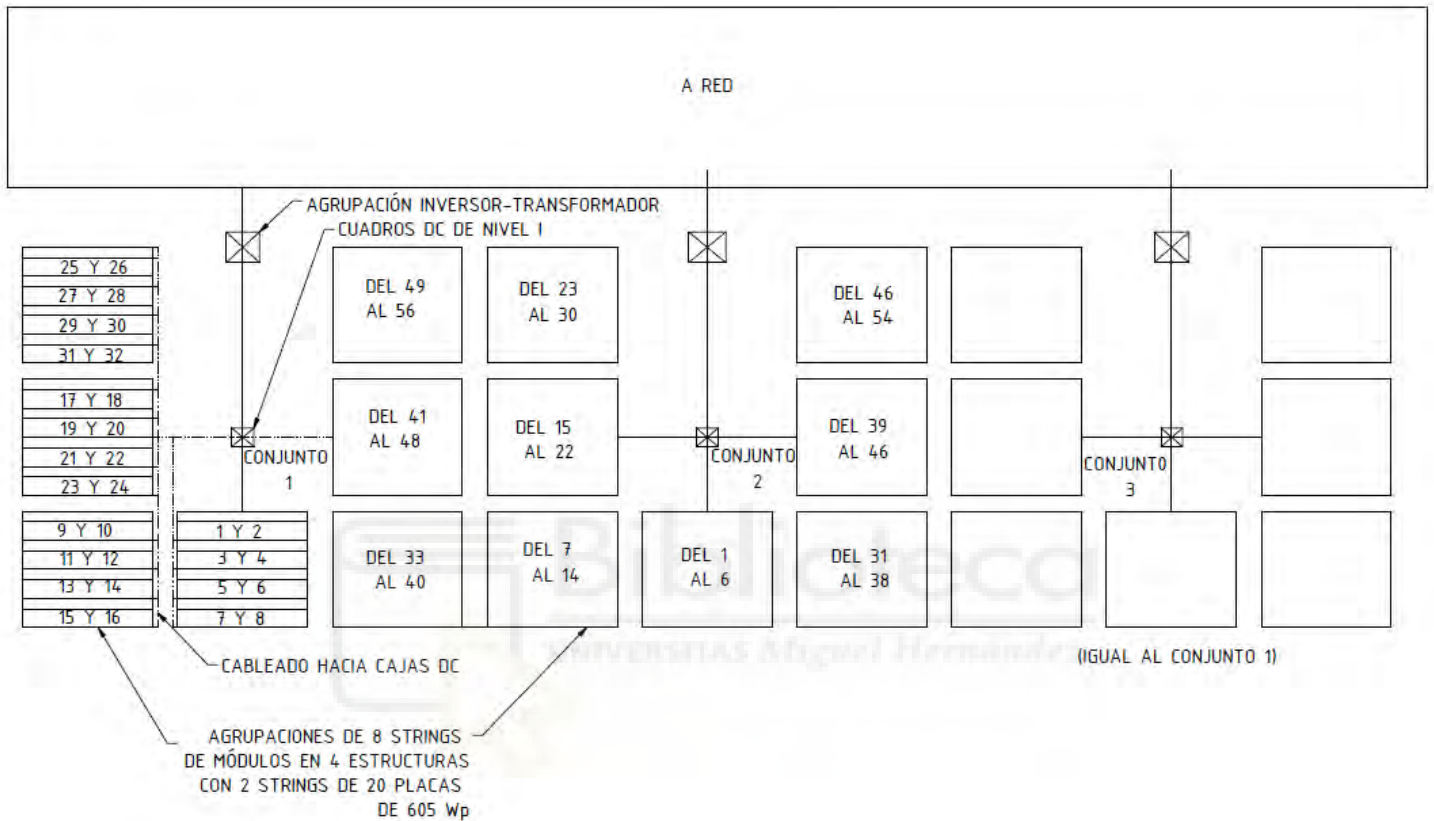 A RED
AGRUPACIÓN INVERSOR-TRANSFORMADOR
CUADROS DC DE NIVEL I
25 Y 26
27 Y 28
29 Y 30
31 Y 32
DEL 49
AL 56
DEL 23
AL 30
DEL 46
AL 54
17 Y 18
19 Y 20
21 Y 22
23 Y 24
CONJUNTO
1
DEL 41
AL 48
DEL 15
AL 22
CONJUNTO
2
DEL 39
AL 46
CONJUNTO
3
9 Y 10
11 Y 12
13 Y 14
15 Y 16
1 Y 2
3 Y 4
5 Y 6
7 Y 8
DEL 33
AL 40
DEL 7
AL 14
DEL 1
AL 6
DEL 31
AL 38
(IGUAL AL CONJUNTO 1)
CABLEADO HACIA CAJAS DC
AGRUPACIONES DE 8 STRINGS
DE MÓDULOS EN 4 ESTRUCTURAS
CON 2 STRINGS DE 20 PLACAS
DE 605 Wp
Biblioteca
UNIVERSITAS Miguel Hernández